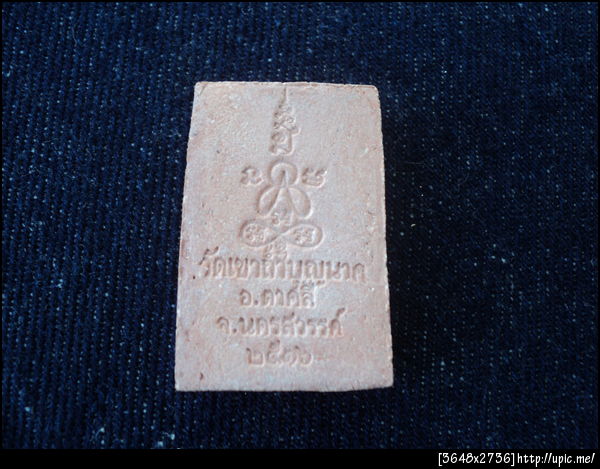 วัดเขาถ้ำบุญนาค
อ.ตาคลี
จ.นครสวรรค์
๒๕๓๖
[3648x2736]http://upic.me/